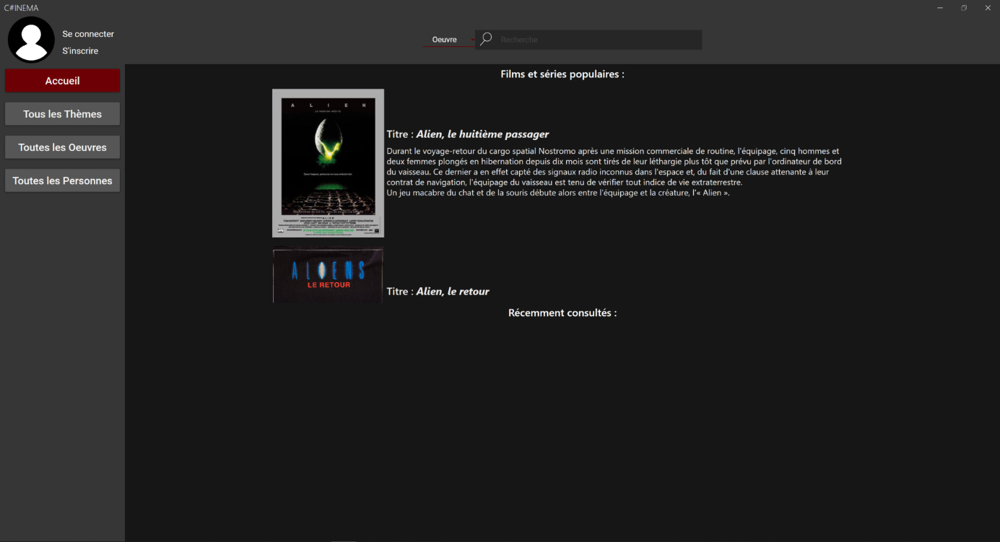 C#INEMA
Se connecter
S'inscrire
Oeuvre
Recherche
Accueil
Tous les Thèmes
Toutes les Oeuvres
Toutes les Personnes
Films et séries populaires :
ALIEN
Titre : Alien, le huitième passager
Durant le voyage-retour du cargo spatial Nostromo après une mission commerciale de routine, l'équipage, cinq hommes et
deux femmes plongés en hibernation depuis dix mois sont tirés de leur léthargie plus tôt que prévu par l'ordinateur de bord
du vaisseau. Ce dernier a en effet capté des signaux radio inconnus dans l'espace et, du fait d'une clause attenante à leur
contrat de navigation, l'équipage du vaisseau est tenu de vérifier tout indice de vie extraterrestre.
Un jeu macabre du chat et de la souris débute alors entre l'équipage et la créature, l'« Alien ».
ALIENS
LE RETOUR
Titre : Alien, le retour
Récemment consultés :